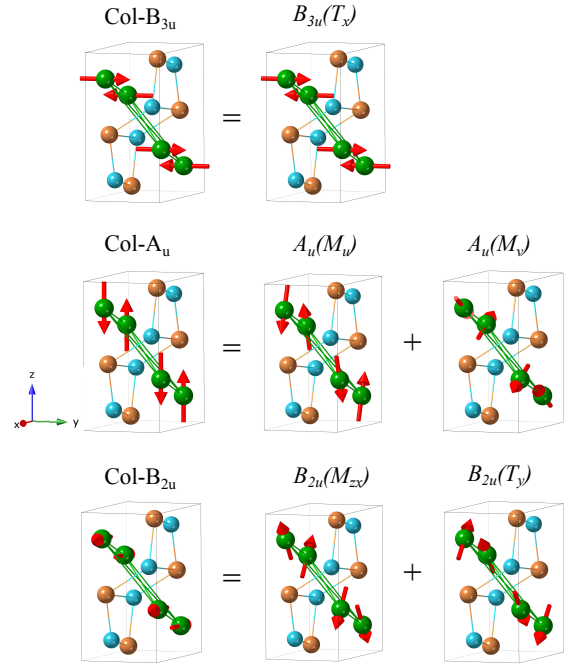 Col-B3u B3u(Tx)
=
Col-Au Au(Mu) Au(Mv)
= +
z
x y
Col-B2u B2u(Mzx) B2u(Ty)
= +